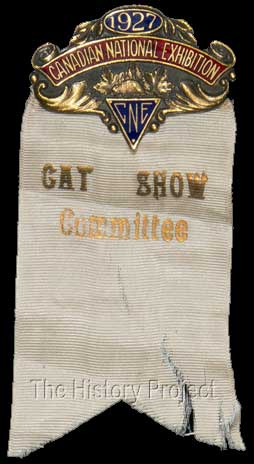 1927
CANADIAN NATIONAL EXHIBITION
CNE
CAT SHOW
Committee
The History Project